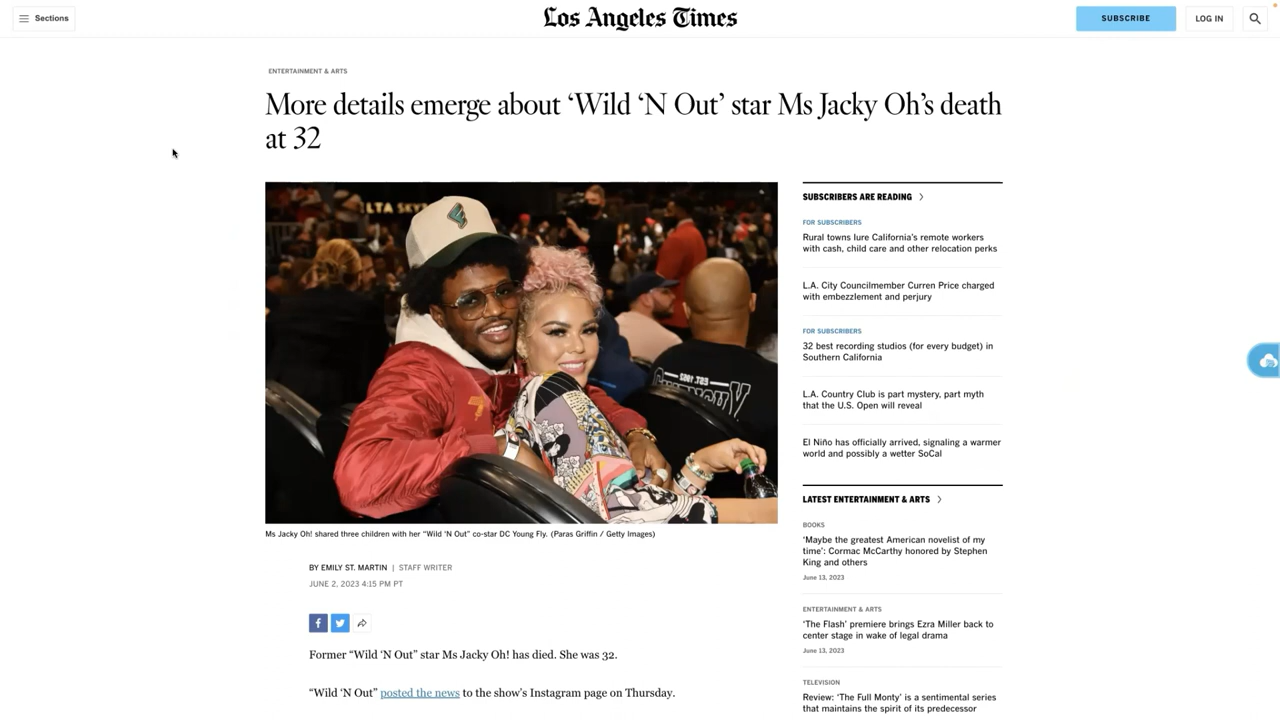 Sections
Los Angeles Times
SUBSCRIBE
LOG IN
ENTERTAINMENT & ARTS
More details emerge about ‘Wild ‘N Out’ star Ms Jacky Oh’s death
at 32
LTA SKY
EST. 1997
Ms Jacky Oh! shared three children with her “Wild ‘N Out” co-star DC Young Fly. (Paras Griffin / Getty Images)
BY EMILY ST. MARTIN | STAFF WRITER
JUNE 2, 2023 4:15 PM PT
Former “Wild ‘N Out” star Ms Jacky Oh! has died. She was 32.
“Wild ‘N Out” posted the news to the show’s Instagram page on Thursday.
SUBSCRIBERS ARE READING
FOR SUBSCRIBERS
Rural towns lure California’s remote workers
with cash, child care and other relocation perks
L.A. City Councilmember Curren Price charged
with embezzlement and perjury
FOR SUBSCRIBERS
32 best recording studios (for every budget) in
Southern California
L.A. Country Club is part mystery, part myth
that the U.S. Open will reveal
El Niño has officially arrived, signaling a warmer
world and possibly a wetter SoCal
LATEST ENTERTAINMENT & ARTS
BOOKS
‘Maybe the greatest American novelist of my
time’: Cormac McCarthy honored by Stephen
King and others
June 13, 2023
ENTERTAINMENT & ARTS
‘The Flash’ premiere brings Ezra Miller back to
center stage in wake of legal drama
June 13, 2023
TELEVISION
Review: ‘The Full Monty’ is a sentimental series
that maintains the spirit of its predecessor